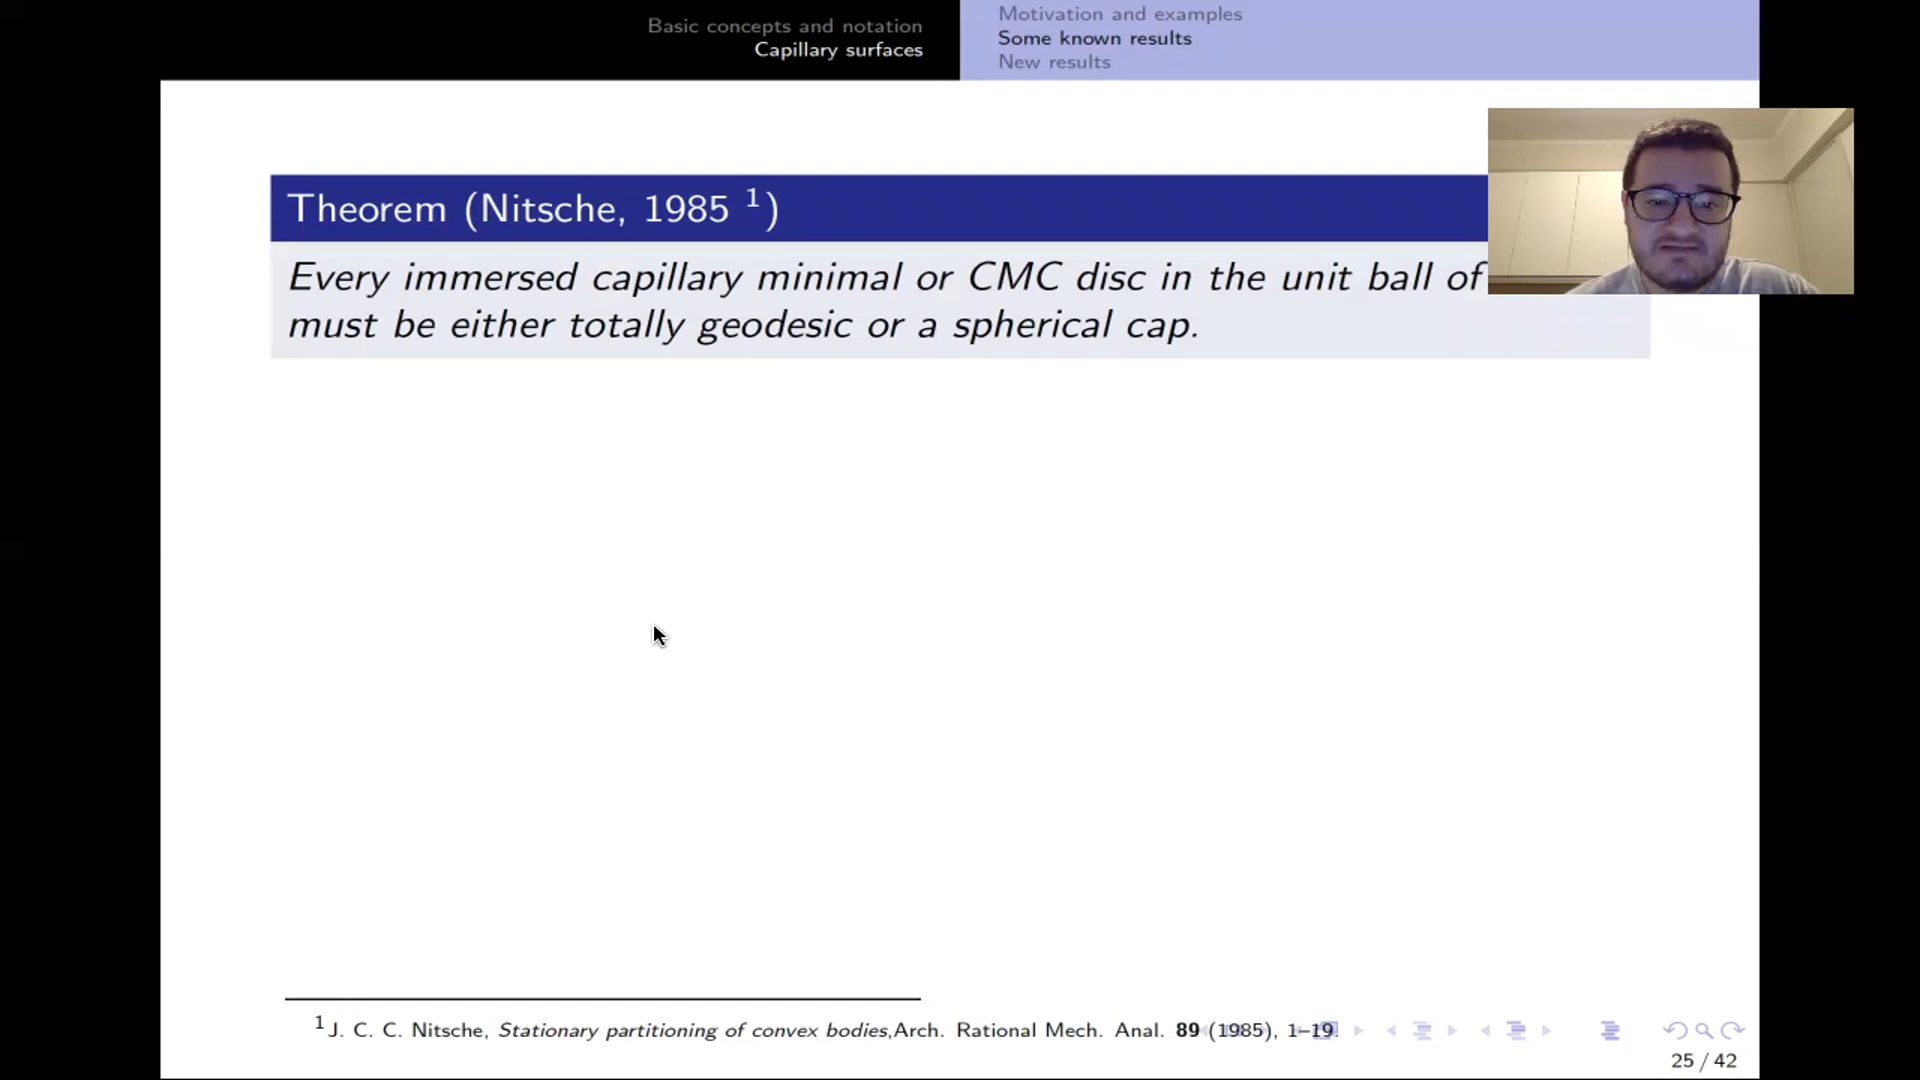 Basic concepts and notation
Capillary surfaces
Motivation and examples
Some known results
New results
Theorem (Nitsche, 1985 ¹)
Every immersed capillary minimal or CMC disc in the unit ball of
must be either totally geodesic or a spherical cap.
¹J. C. C. Nitsche, Stationary partitioning of convex bodies,Arch. Rational Mech. Anal. 89 (1985), 1–19.
25 / 42